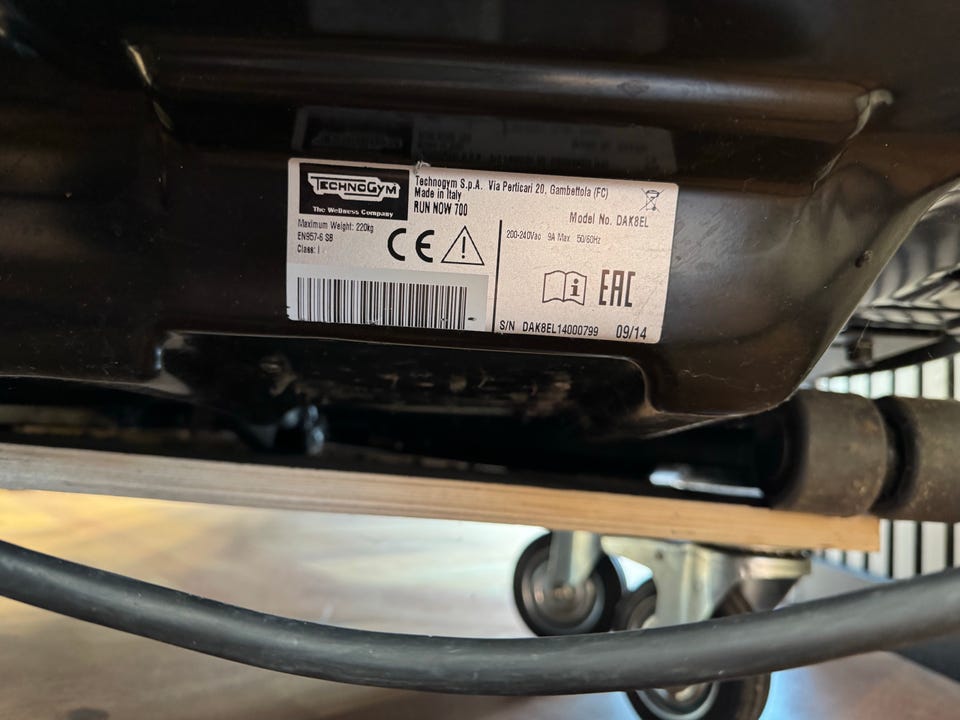 TECHNOGYM
The Wellness Company
Technogym S.p.A. Via Perticari 20, Gambettola (FC)
Made in Italy
RUN NOW 700
Model No. DAK8EL
Maximum Weight: 220kg
EN957-6 SB
Class: I
CE
200-240Vac 9A Max 50/60Hz
EAC
S/N DAK8EL14000799 09/14